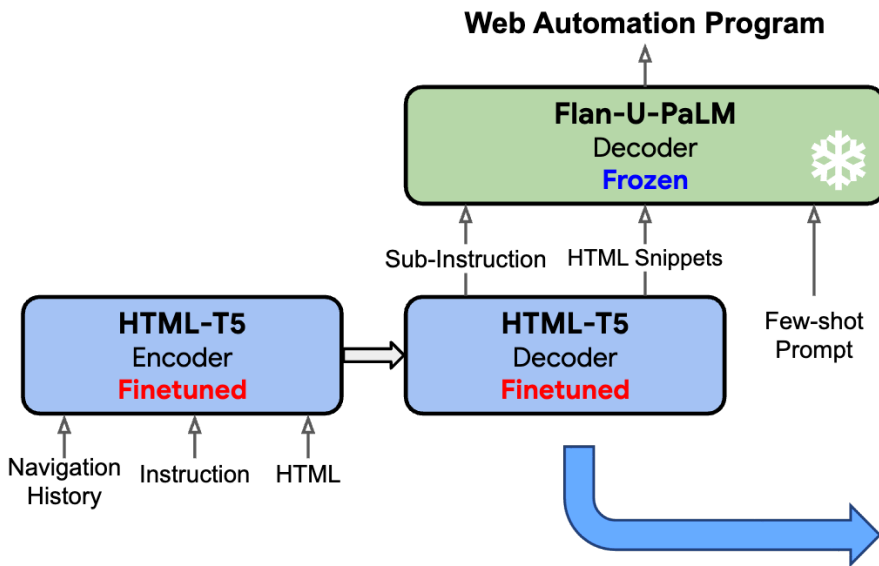 Web Automation Program
Flan-U-PaLM
Decoder
Frozen
Sub-Instruction
HTML Snippets
Few-shot
Prompt
HTML-T5
Encoder
Finetuned
HTML-T5
Decoder
Finetuned
Navigation
History
Instruction
HTML